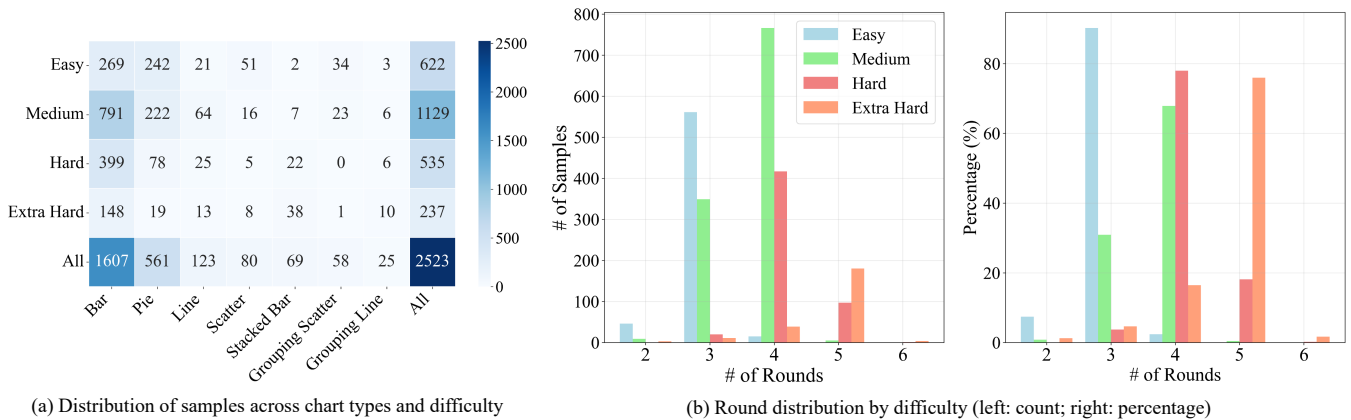 Easy 269 242 21 51 2 34 3 622
Medium 791 222 64 16 7 23 6 1129
Hard 399 78 25 5 22 0 6 535
Extra Hard 148 19 13 8 38 1 10 237
All 1607 561 123 80 69 58 25 2523
Bar Pie Line Scatter Stacked Bar Grouping Scatter Grouping Line All
2500
2000
1500
1000
500
0
(a) Distribution of samples across chart types and difficulty
# of Samples
800
700
600
500
400
300
200
100
0
2 3 4 5 6
# of Rounds
Easy
Medium
Hard
Extra Hard
Percentage (%)
80
60
40
20
0
2 3 4 5 6
# of Rounds
(b) Round distribution by difficulty (left: count; right: percentage)